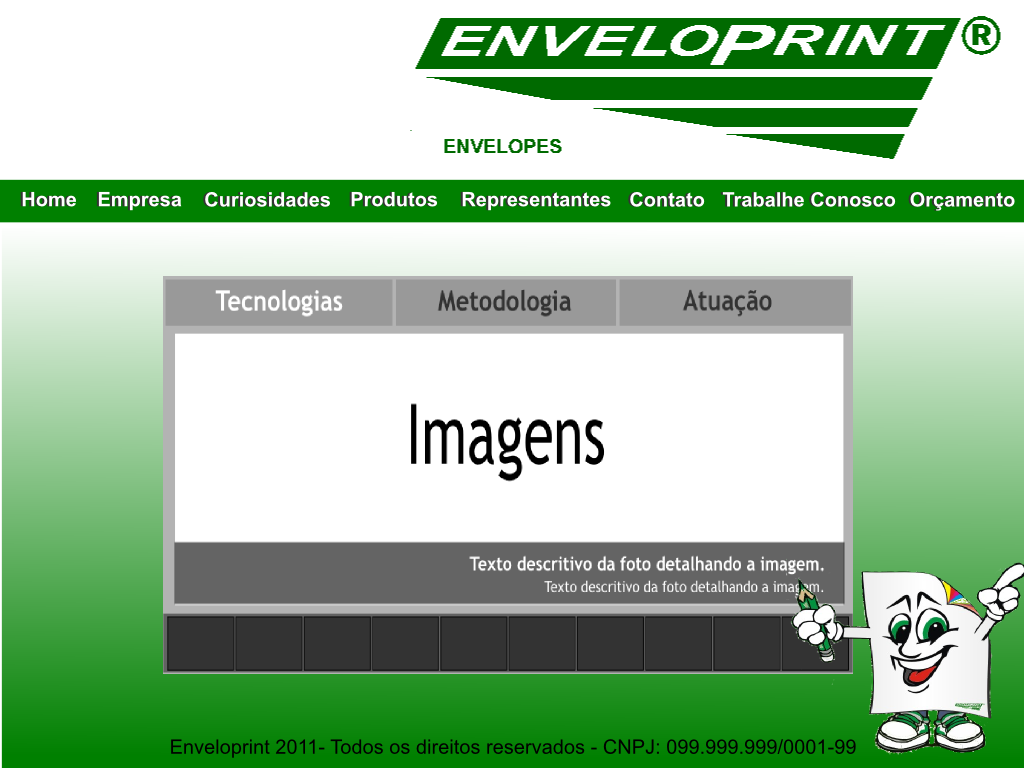 ENVELOPRINT®
ENVELOPES
Home Empresa Curiosidades Produtos Representantes Contato Trabalhe Conosco Orçamento
Tecnologias Metodologia Atuação
Imagens
Texto descritivo da foto detalhando a imagem.
Texto descritivo da foto detalhando a imagem.
ENVELOPRINT
Enveloprint 2011- Todos os direitos reservados - CNPJ: 099.999.999/0001-99